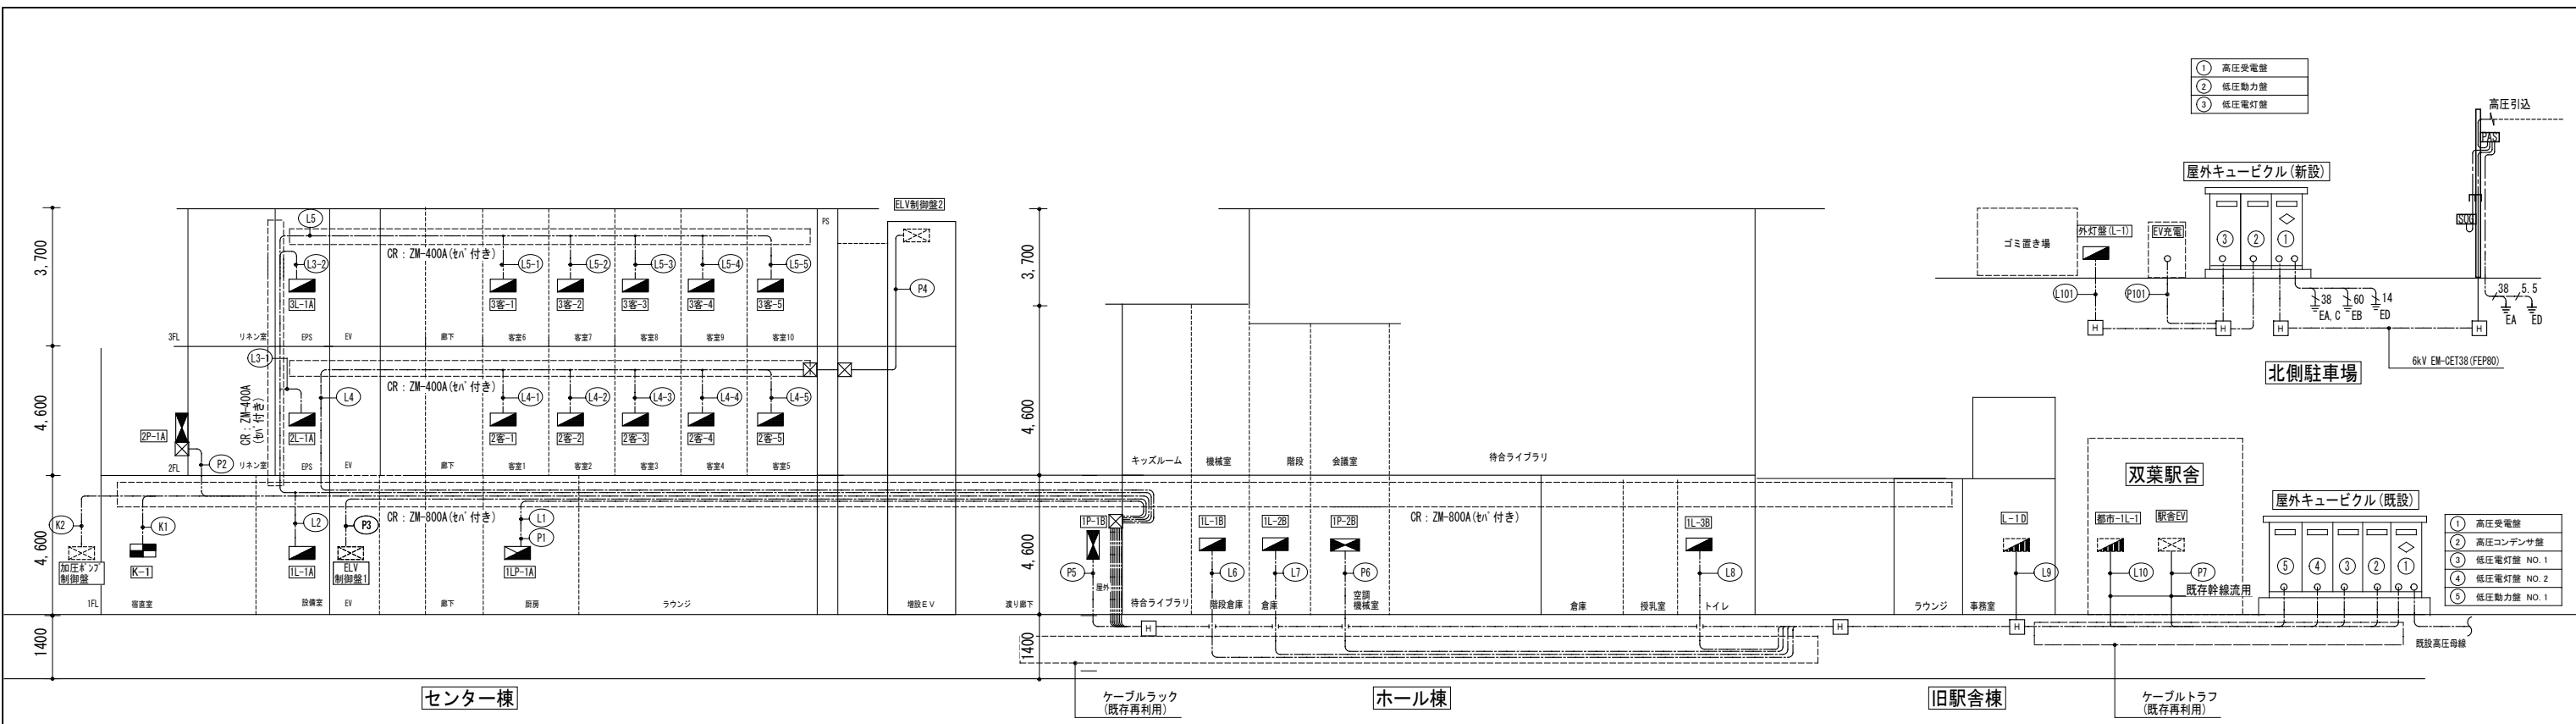 ① 高圧受電盤
② 低圧動力盤
③ 低圧電灯盤
高圧引込
PAS
SOG
屋外キュービクル(新設)
ゴミ置き場
外灯盤(L-1)
EV充電
③ ② ①
L101
P101
38 60 14
EA,C EB ED
38 5.5
EA ED
H H H H
6kV EM-CET38(FEP80)
北側駐車場
ELV制御盤2
PS
L5
3,700
CR：ZM-400A(セパ付き)
L3-2 L5-1 L5-2 L5-3 L5-4 L5-5
P4
3L-1A 3客-1 3客-2 3客-3 3客-4 3客-5
3FL リネン室 EPS EV 廊下 客室6 客室7 客室8 客室9 客室10
L3-1
CR：ZM-400A(セパ付き)
CR：ZM-400A
(セパ付き)
4,600
L4 L4-1 L4-2 L4-3 L4-4 L4-5
2P-1A
2L-1A 2客-1 2客-2 2客-3 2客-4 2客-5
P2
2FL リネン室 EPS EV 廊下 客室1 客室2 客室3 客室4 客室5
CR：ZM-800A(セパ付き)
4,600
K2 K1 L2 P3 L1
P1
加圧ポンプ
制御盤
K-1 1L-1A
ELV
制御盤1
1LP-1A
1FL 宿直室 設備室 EV 廊下 厨房 ラウンジ 増設EV 渡り廊下
1400
センター棟
3,700
4,600
4,600
1400
キッズルーム 機械室 階段 会議室 待合ライブラリ
CR：ZM-800A(セパ付き)
1P-1B 1L-1B 1L-2B 1P-2B 1L-3B
P5 L6 L7 P6 L8
屋外
待合ライブラリ 階段倉庫 倉庫
空調
機械室
倉庫 授乳室 トイレ
H H H
ケーブルラック
(既存再利用)
ホール棟
L-1D
L9
ラウンジ 事務室
旧駅舎棟
双葉駅舎
都市-1L-1 駅舎EV
L10 P7
既存幹線流用
ケーブルトラフ
(既存再利用)
屋外キュービクル(既設)
⑤ ④ ③ ② ①
既設高圧母線
① 高圧受電盤
② 高圧コンデンサ盤
③ 低圧電灯盤 NO.1
④ 低圧電灯盤 NO.2
⑤ 低圧動力盤 NO.1